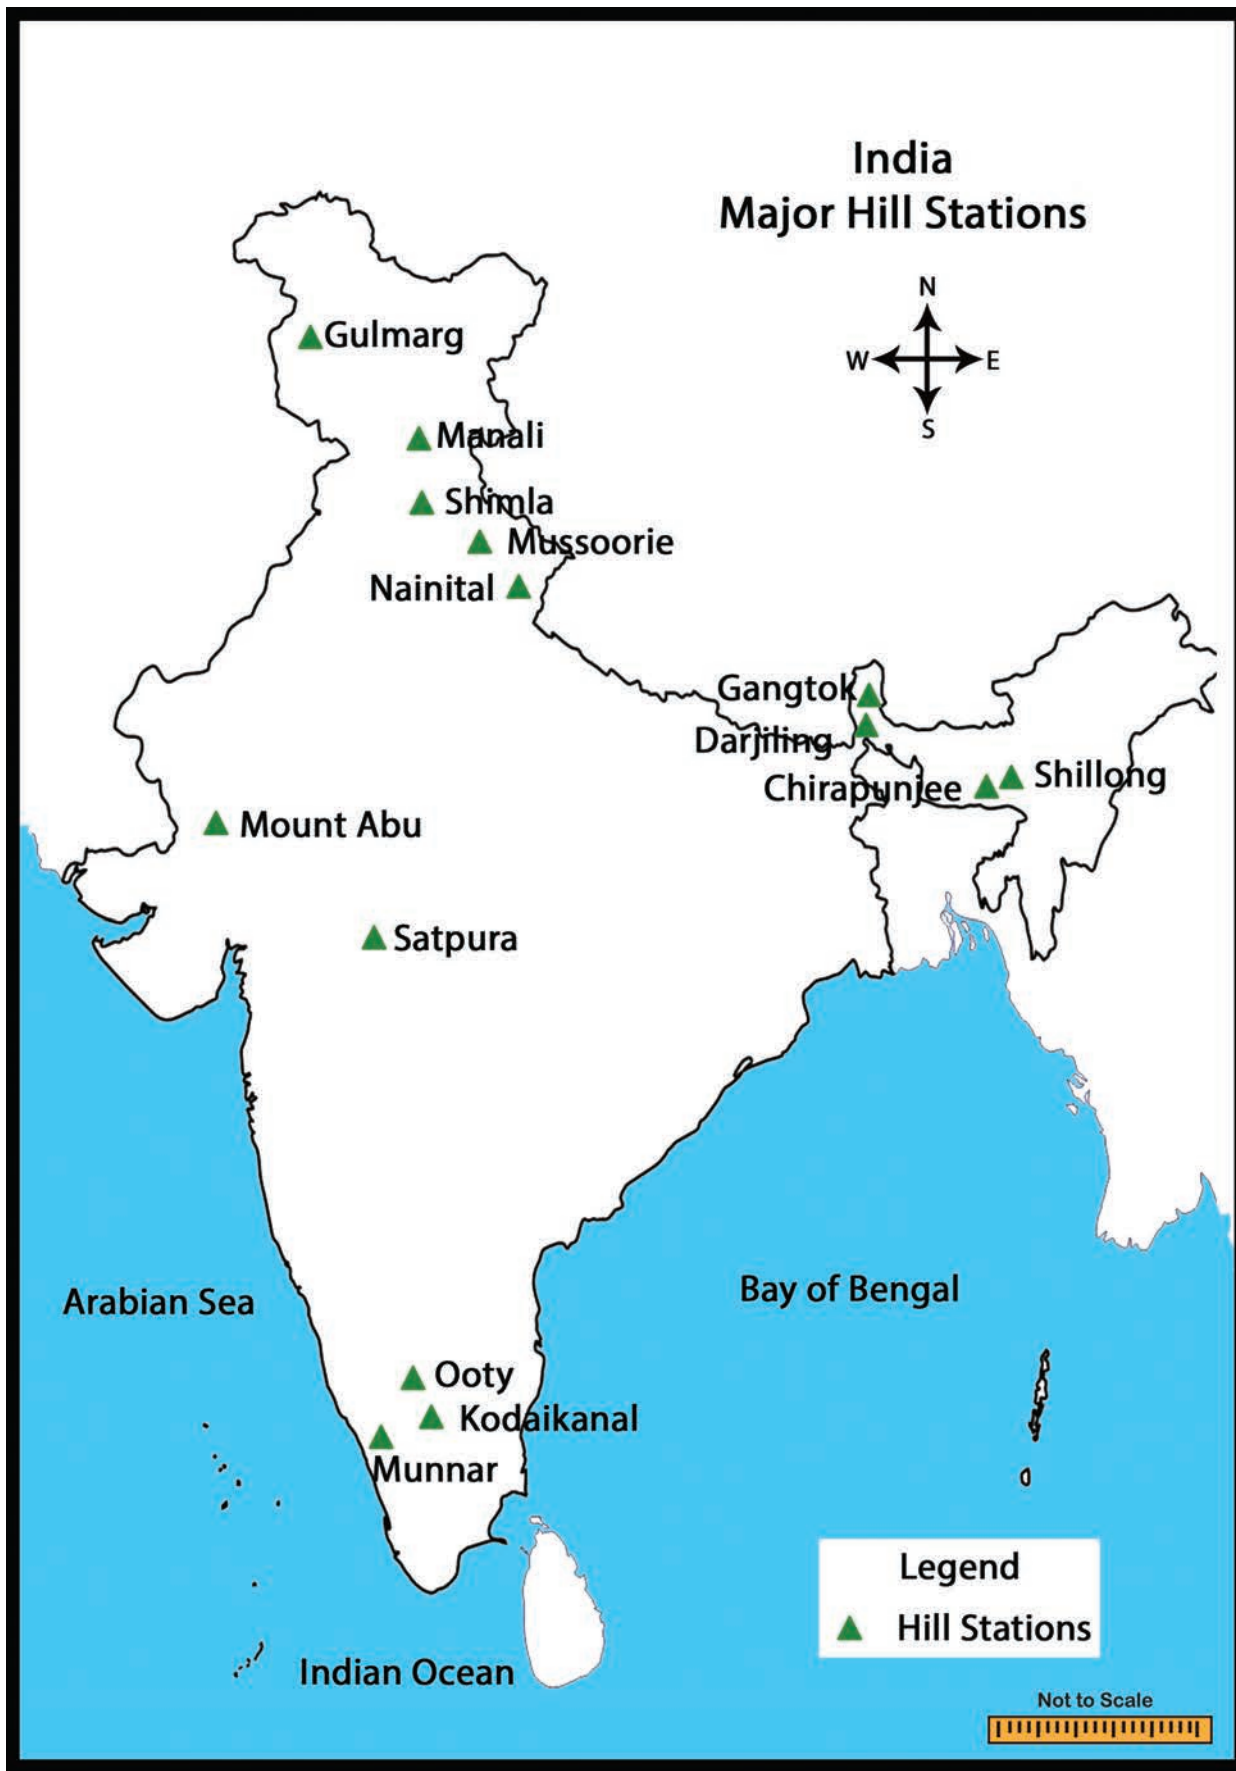 India
Major Hill Stations
N
W
E
S
Gulmarg
Manali
Shimla
Mussoorie
Nainital
Gangtok
Darjiling
Chirapunjee
Shillong
Mount Abu
Satpura
Arabian Sea
Bay of Bengal
Ooty
Kodaikanal
Munnar
Legend
Hill Stations
Indian Ocean
Not to Scale